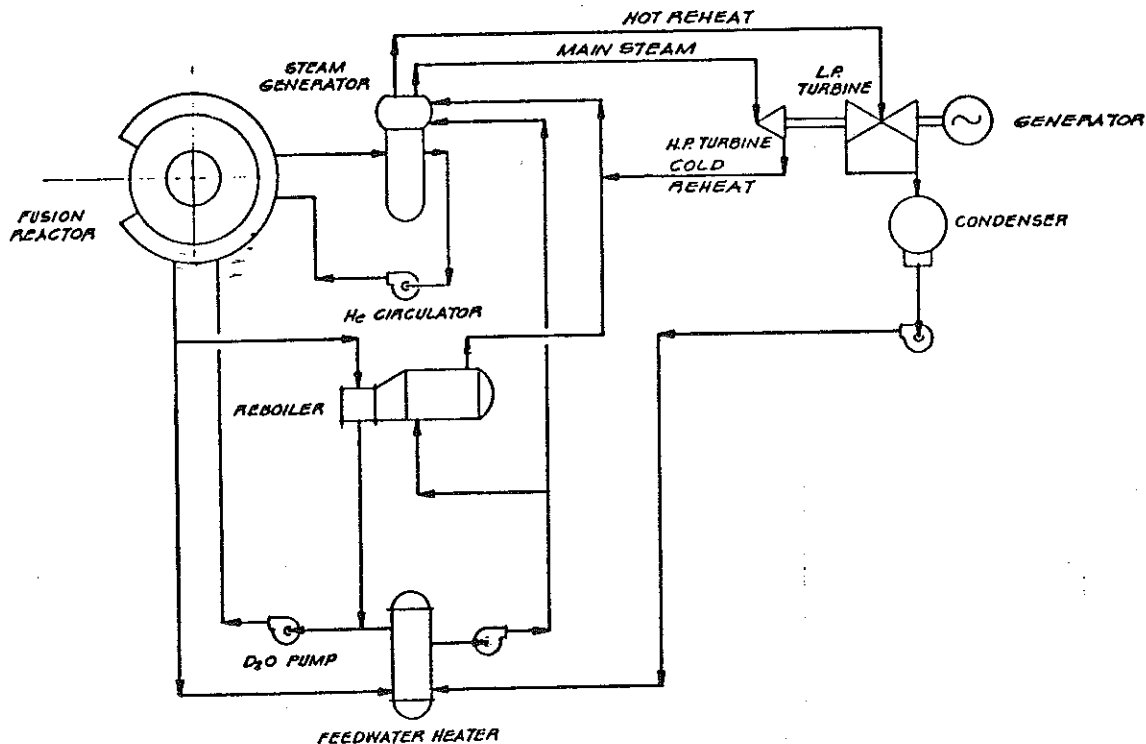 HOT REHEAT
MAIN STEAM
STEAM
GENERATOR
L.P.
TURBINE
GENERATOR
H.P. TURBINE
COLD
REHEAT
FUSION
REACTOR
CONDENSER
He CIRCULATOR
REBOILER
D₂O PUMP
FEEDWATER HEATER